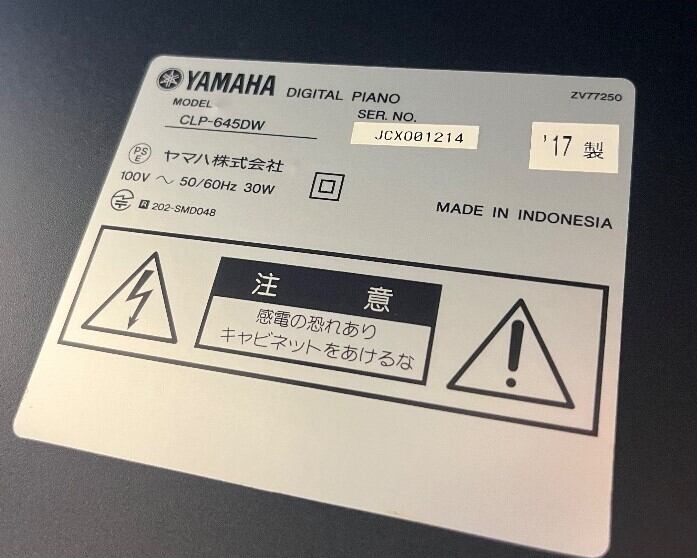 YAMAHA DIGITAL PIANO
ZV77250
MODEL
CLP-645DW
SER. NO.
JCX001214
'17 製
PSE
ヤマハ株式会社
100V ～ 50/60Hz 30W
R 202-SMD048
MADE IN INDONESIA
注 意
感電の恐れあり
キャビネットをあけるな